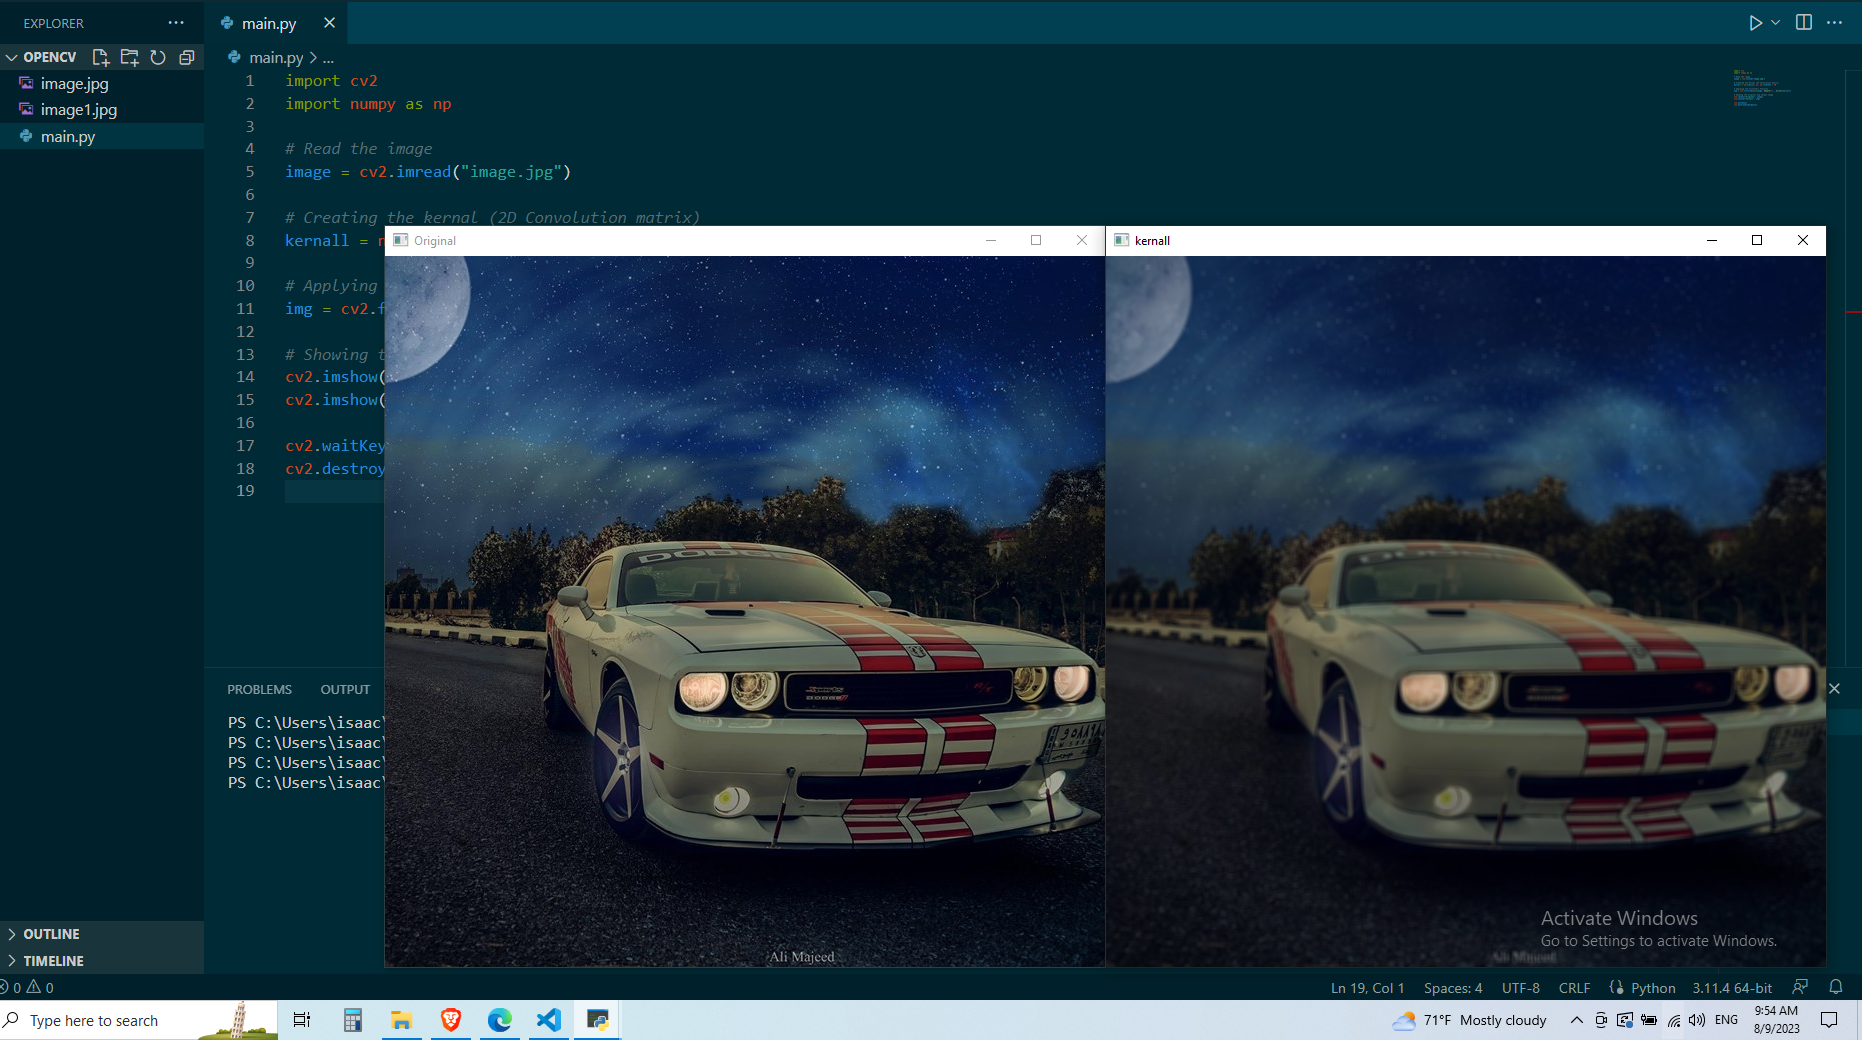 EXPLORER
main.py
OPENCV
main.py > ...
image.jpg
image1.jpg
main.py
1 import cv2
2 import numpy as np
3
4 # Read the image
5 image = cv2.imread("image.jpg")
6
7 # Creating the kernal (2D Convolution matrix)
8 kernall = n
9
10 # Applying
11 img = cv2.f
12
13 # Showing t
14 cv2.imshow(
15 cv2.imshow(
16
17 cv2.waitKey
18 cv2.destroy
19
Original
kernall
DODGE
Sports
DODGE
R/C
Ali Majeed
Ali Majeed
PROBLEMS OUTPUT
PS C:\Users\isaac\
PS C:\Users\isaac\
PS C:\Users\isaac\
PS C:\Users\isaac\
Activate Windows
Go to Settings to activate Windows.
OUTLINE
TIMELINE
0 0
Ln 19, Col 1 Spaces: 4 UTF-8 CRLF Python 3.11.4 64-bit
Type here to search
71°F Mostly cloudy
ENG
9:54 AM
8/9/2023